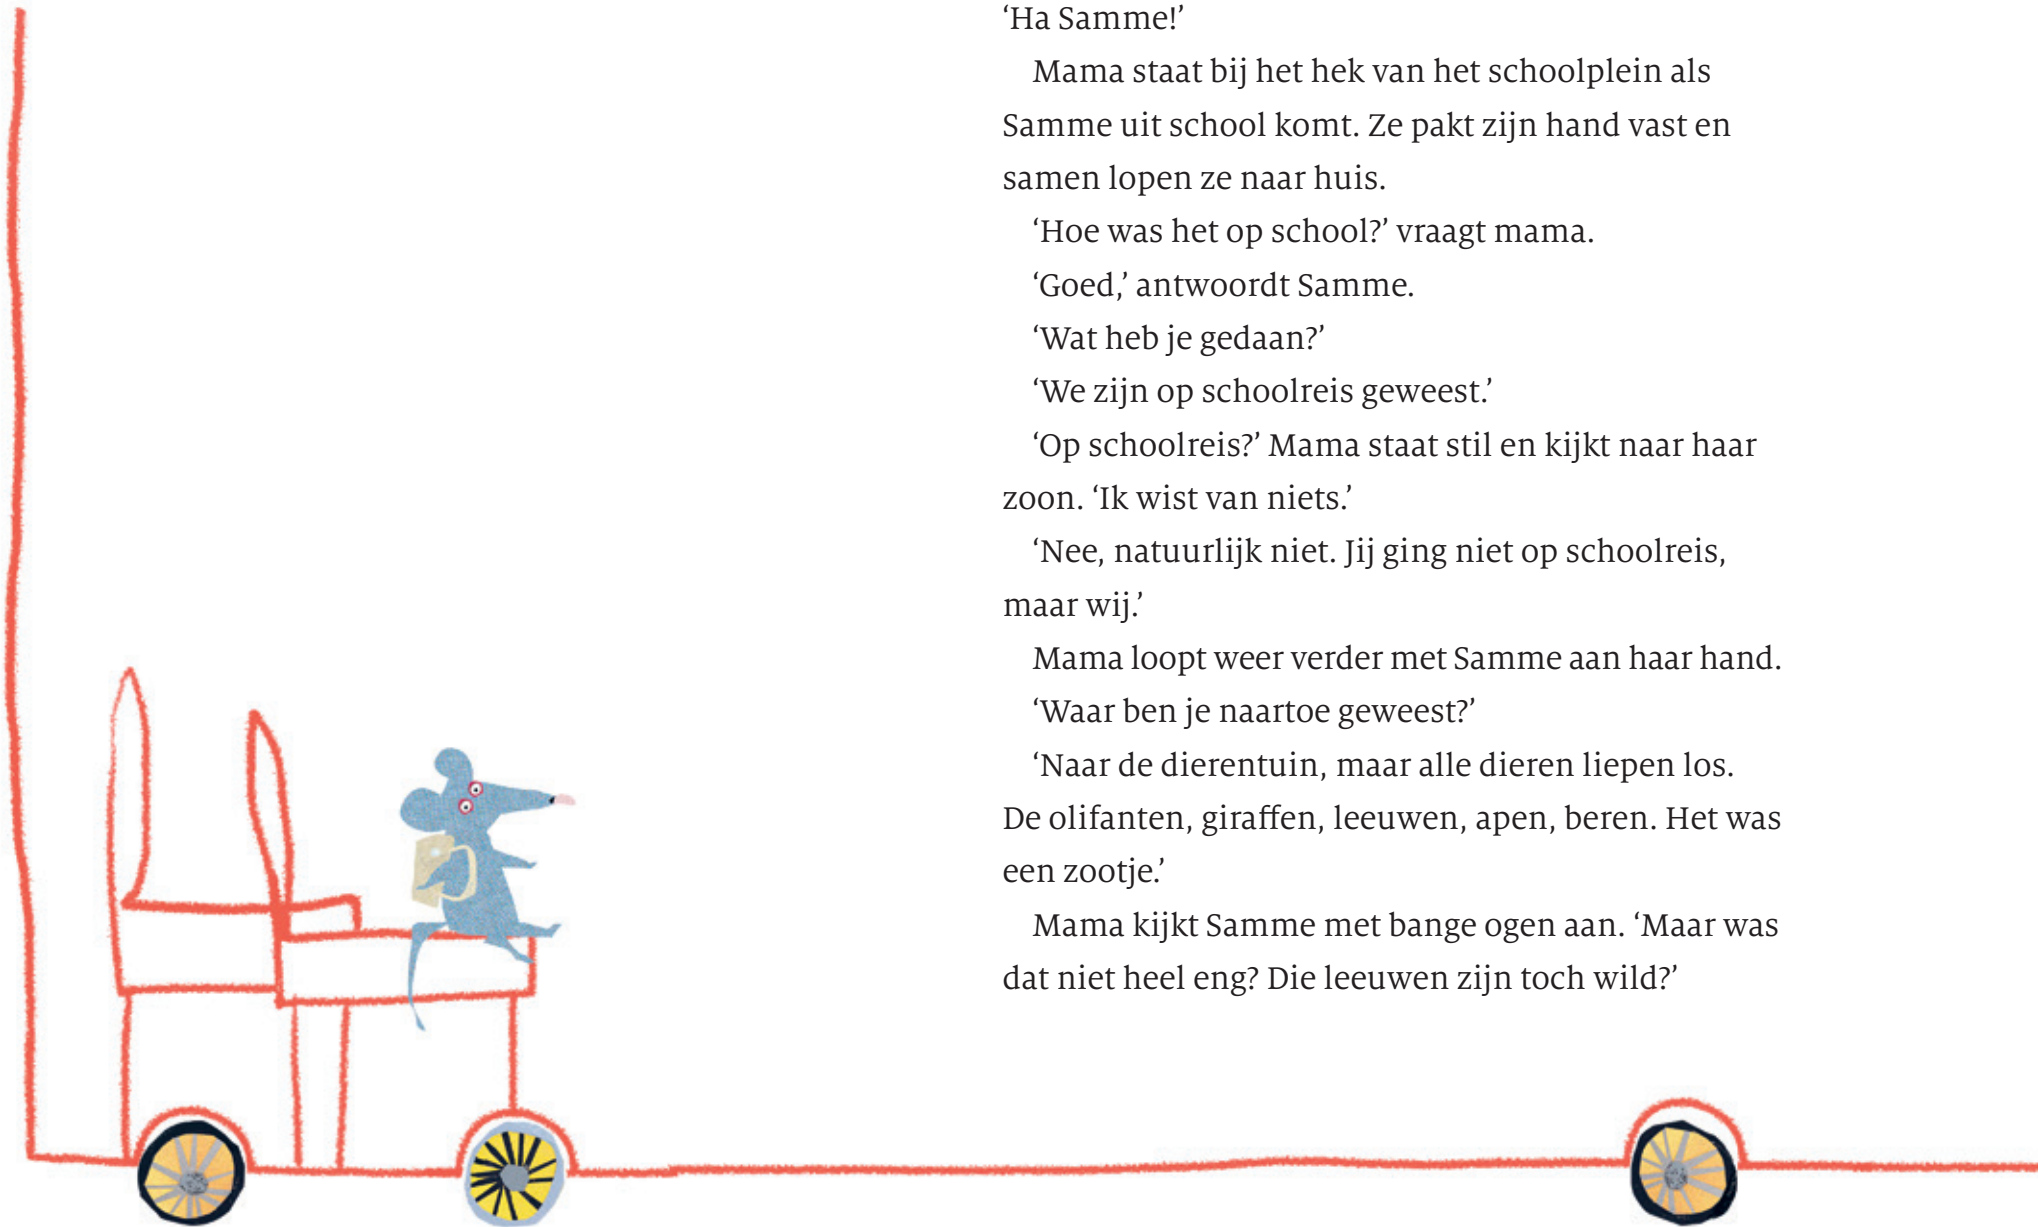 ‘Ha Samme!’
Mama staat bij het hek van het schoolplein als
Samme uit school komt. Ze pakt zijn hand vast en
samen lopen ze naar huis.
‘Hoe was het op school?’ vraagt mama.
‘Goed,’ antwoordt Samme.
‘Wat heb je gedaan?’
‘We zijn op schoolreis geweest.’
‘Op schoolreis?’ Mama staat stil en kijkt naar haar
zoon. ‘Ik wist van niets.’
‘Nee, natuurlijk niet. Jij ging niet op schoolreis,
maar wij.’
Mama loopt weer verder met Samme aan haar hand.
‘Waar ben je naartoe geweest?’
‘Naar de dierentuin, maar alle dieren liepen los.
De olifanten, giraffen, leeuwen, apen, beren. Het was
een zootje.’
Mama kijkt Samme met bange ogen aan. ‘Maar was
dat niet heel eng? Die leeuwen zijn toch wild?’